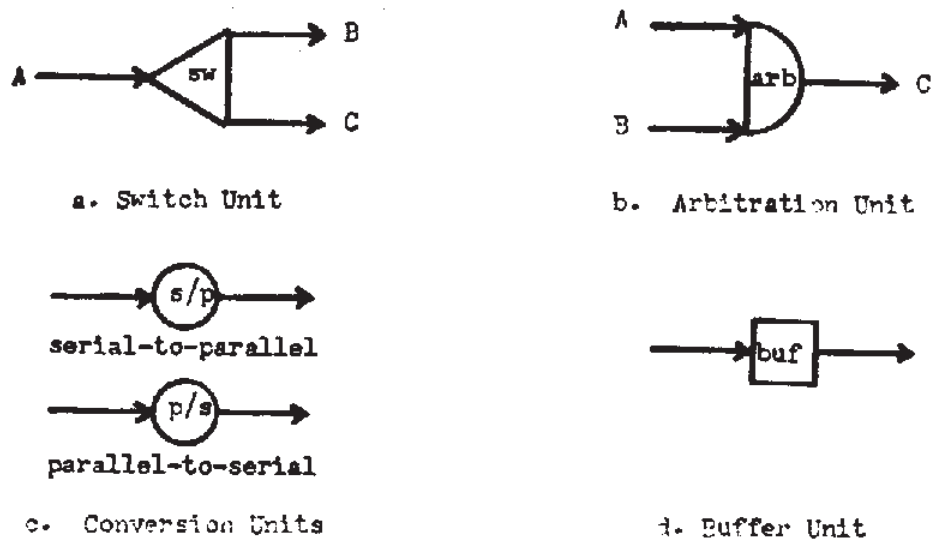 A
sw
B
C
a. Switch Unit
A
B
arb
C
b. Arbitration Unit
s/p
serial-to-parallel
p/s
parallel-to-serial
c. Conversion Units
buf
d. Buffer Unit